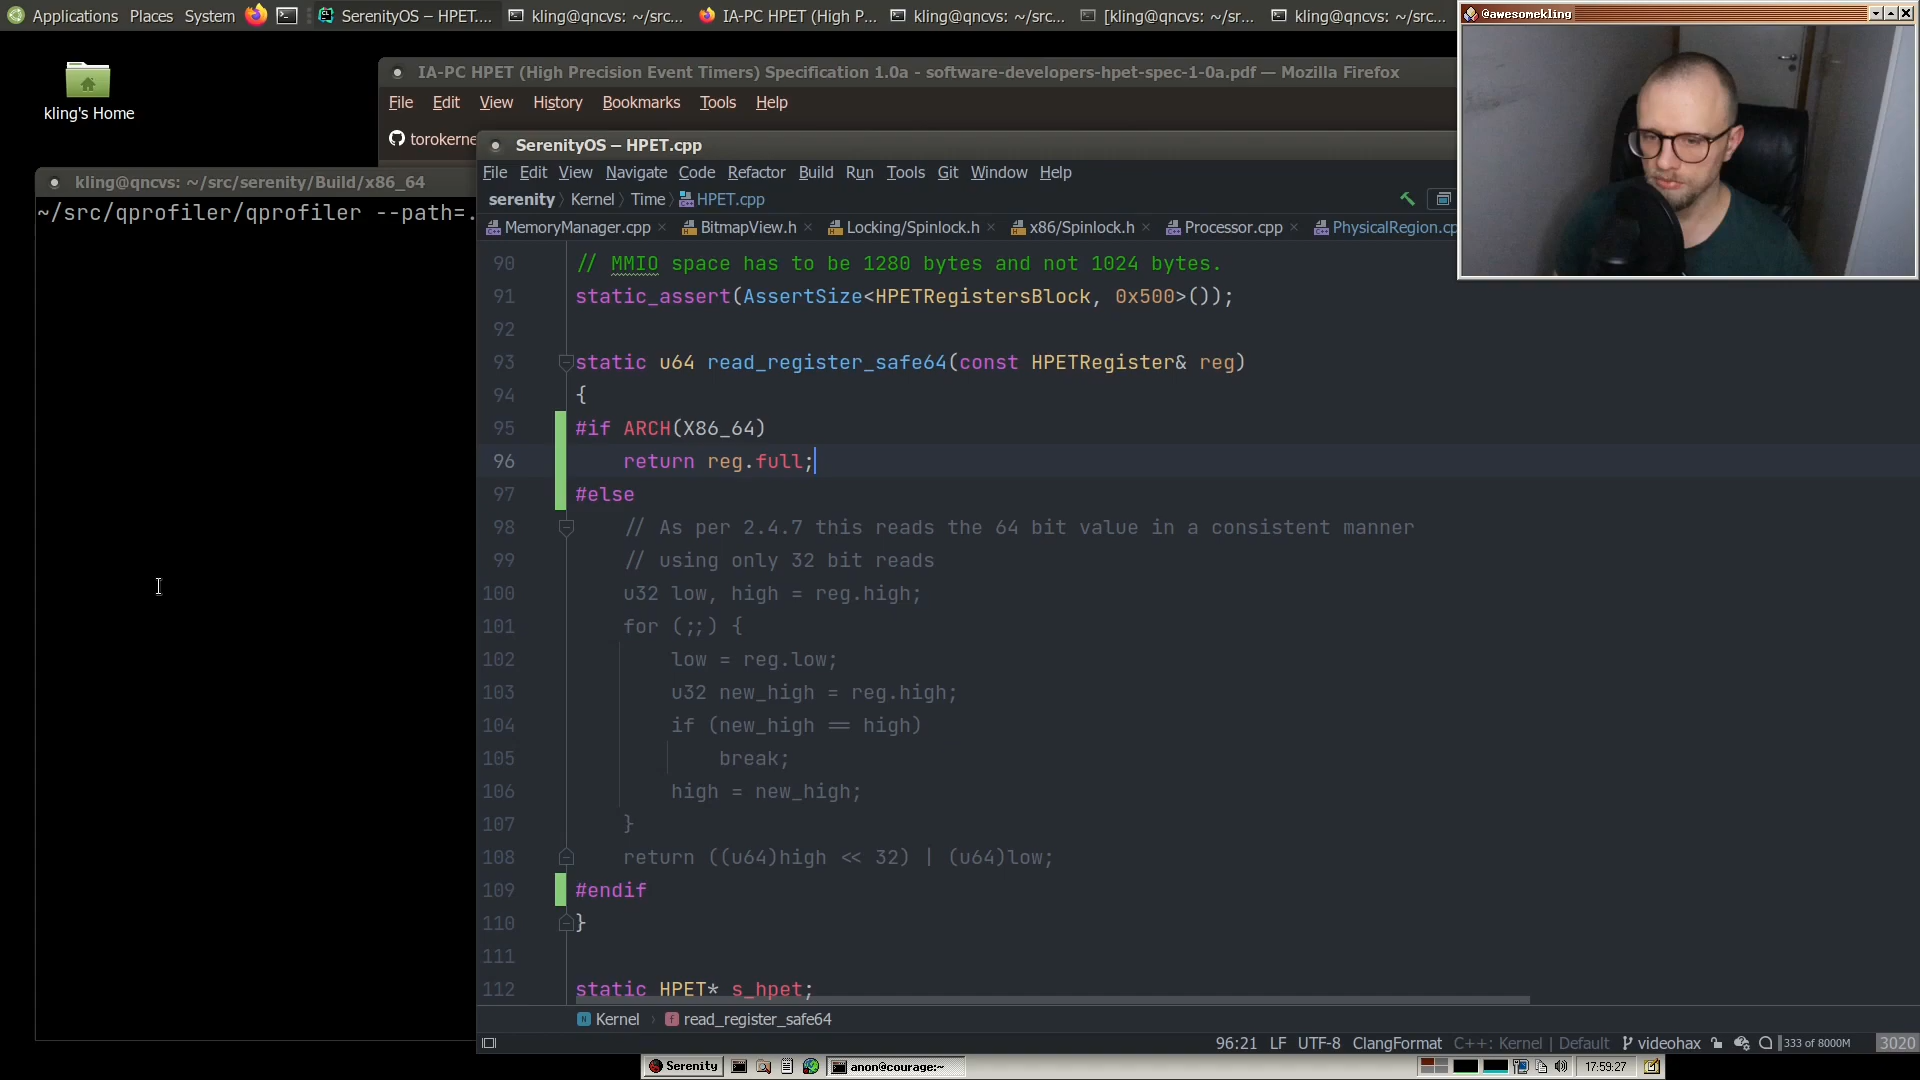 Applications Places System SerenityOS – HPET.... kling@qncvs: ~/src... IA-PC HPET (High P... kling@qncvs: ~/src... [kling@qncvs: ~/sr... kling@qncvs: ~/src...
@awesomekling
kling's Home
IA-PC HPET (High Precision Event Timers) Specification 1.0a - software-developers-hpet-spec-1-0a.pdf — Mozilla Firefox
File Edit View History Bookmarks Tools Help
torokerne
kling@qncvs: ~/src/serenity/Build/x86_64
~/src/qprofiler/qprofiler --path=.
SerenityOS – HPET.cpp
File Edit View Navigate Code Refactor Build Run Tools Git Window Help
serenity Kernel Time HPET.cpp
MemoryManager.cpp BitmapView.h Locking/Spinlock.h x86/Spinlock.h Processor.cpp PhysicalRegion.cp
90 // MMIO space has to be 1280 bytes and not 1024 bytes.
91 static_assert(AssertSize<HPETRegistersBlock, 0x500>());
92
93 static u64 read_register_safe64(const HPETRegister& reg)
94 {
95 #if ARCH(X86_64)
96 return reg.full;
97 #else
98 // As per 2.4.7 this reads the 64 bit value in a consistent manner
99 // using only 32 bit reads
100 u32 low, high = reg.high;
101 for (;;) {
102 low = reg.low;
103 u32 new_high = reg.high;
104 if (new_high == high)
105 break;
106 high = new_high;
107 }
108 return ((u64)high << 32) | (u64)low;
109 #endif
110 }
111
112 static HPET* s_hpet;
Kernel read_register_safe64
96:21 LF UTF-8 ClangFormat C++: Kernel | Default videohax 333 of 8000M 3020
Serenity anon@courage:~ 17:59:27